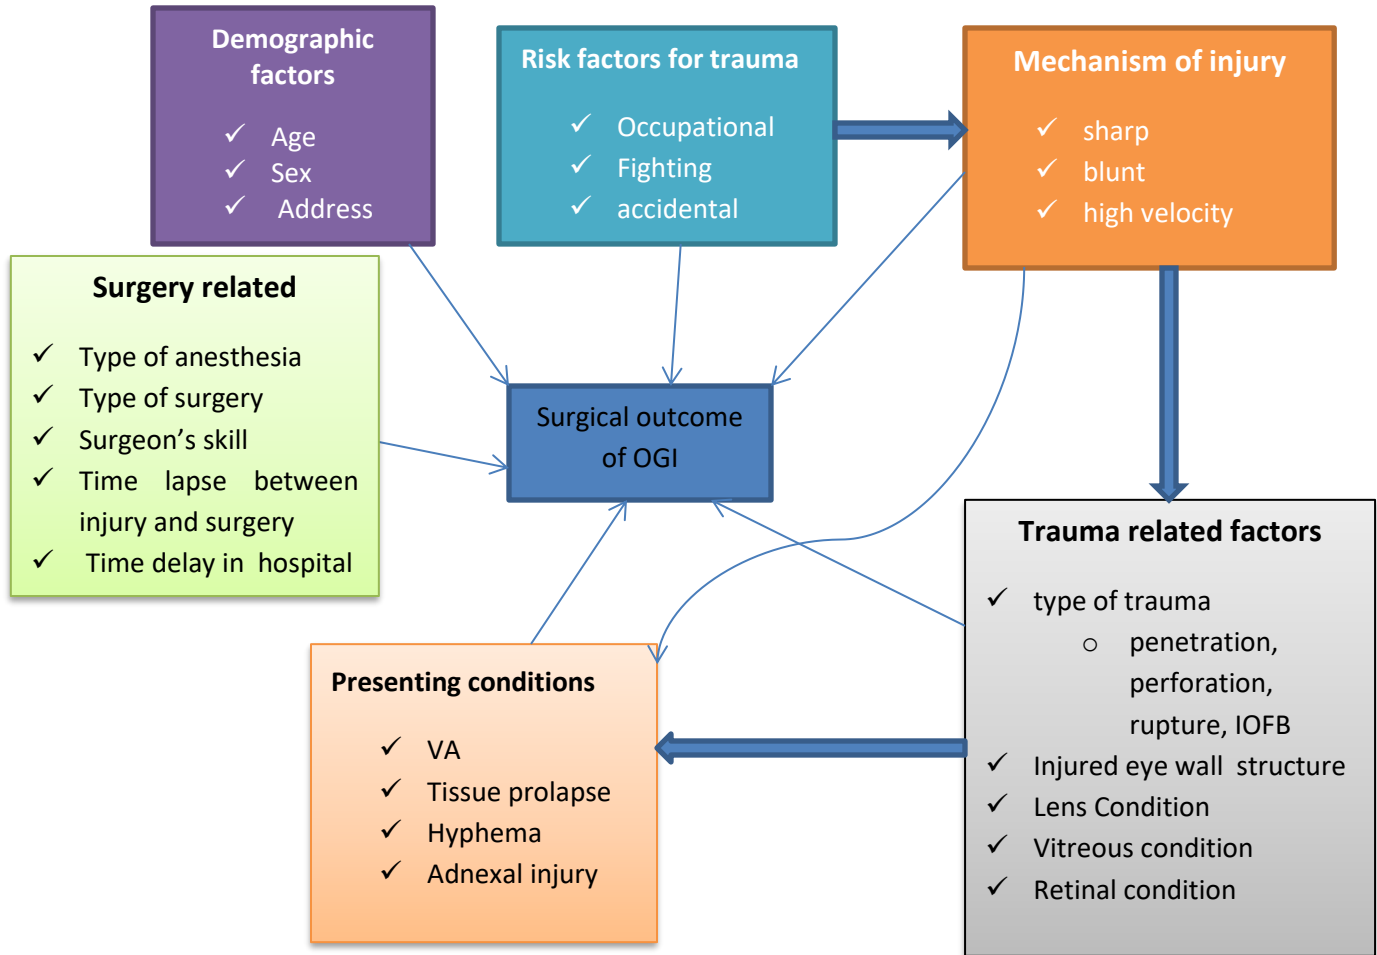 Demographic
factors
✓ Age
✓ Sex
✓ Address
Risk factors for trauma
✓ Occupational
✓ Fighting
✓ accidental
Mechanism of injury
✓ sharp
✓ blunt
✓ high velocity
Surgery related
✓ Type of anesthesia
✓ Type of surgery
✓ Surgeon’s skill
✓ Time lapse between
injury and surgery
✓ Time delay in hospital
Surgical outcome
of OGI
Presenting conditions
✓ VA
✓ Tissue prolapse
✓ Hyphema
✓ Adnexal injury
Trauma related factors
✓ type of trauma
o penetration,
perforation,
rupture, IOFB
✓ Injured eye wall structure
✓ Lens Condition
✓ Vitreous condition
✓ Retinal condition